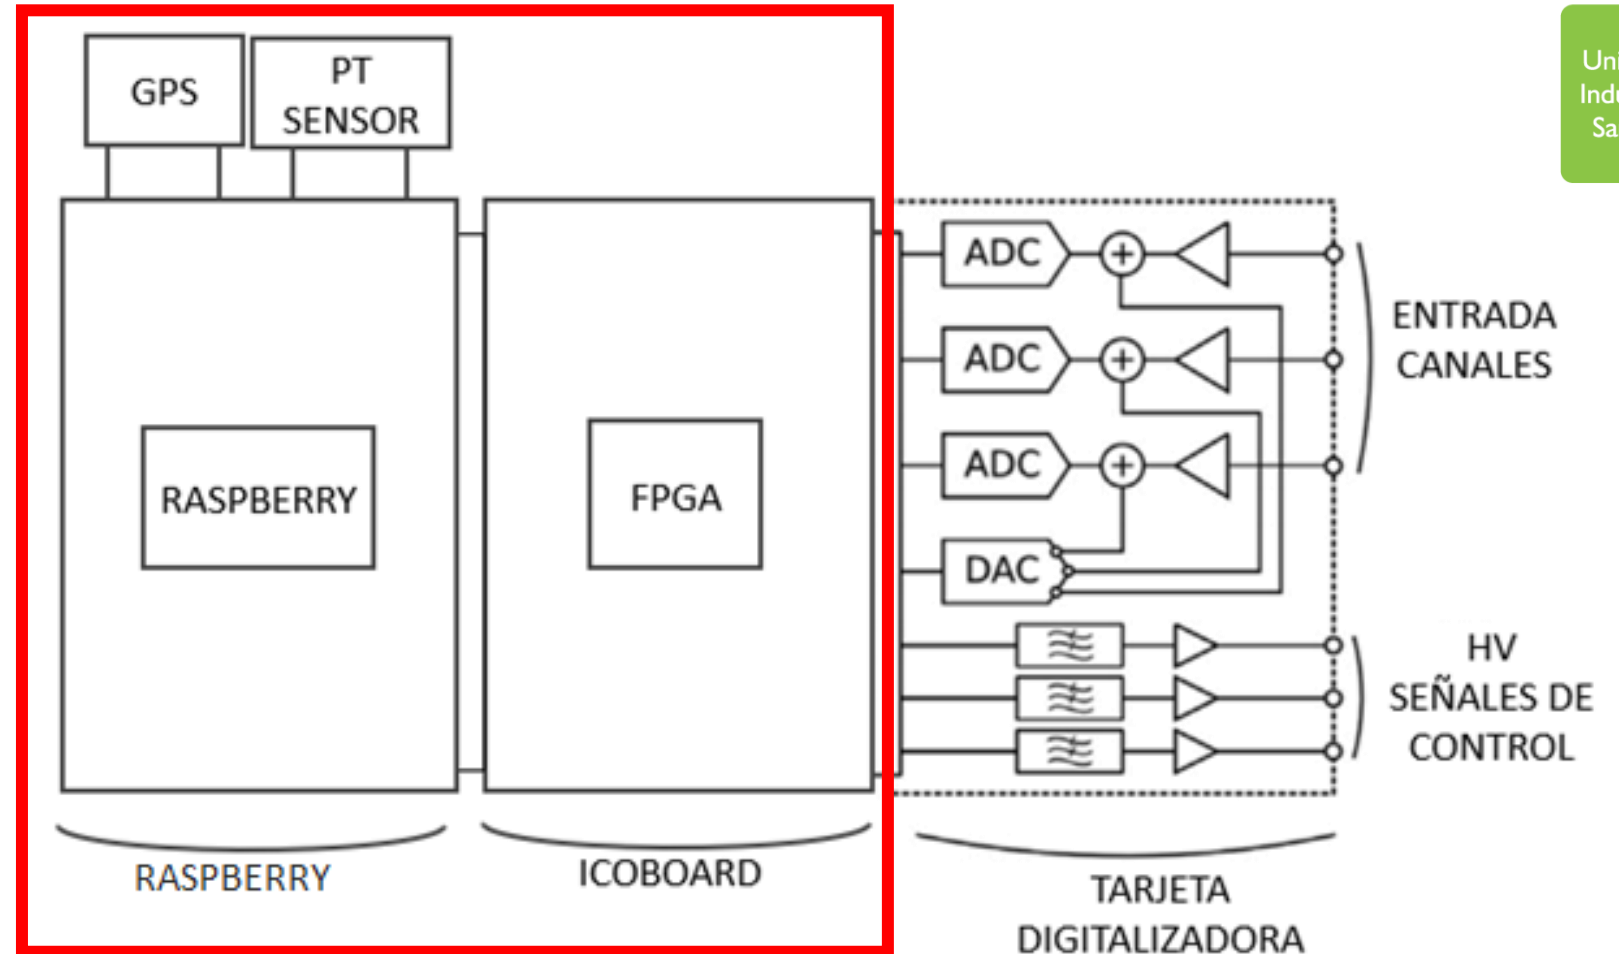 GPS
PT
SENSOR
RASPBERRY
FPGA
ADC
ADC
ADC
DAC
ENTRADA
CANALES
HV
SEÑALES DE
CONTROL
RASPBERRY
ICOBOARD
TARJETA
DIGITALIZADORA